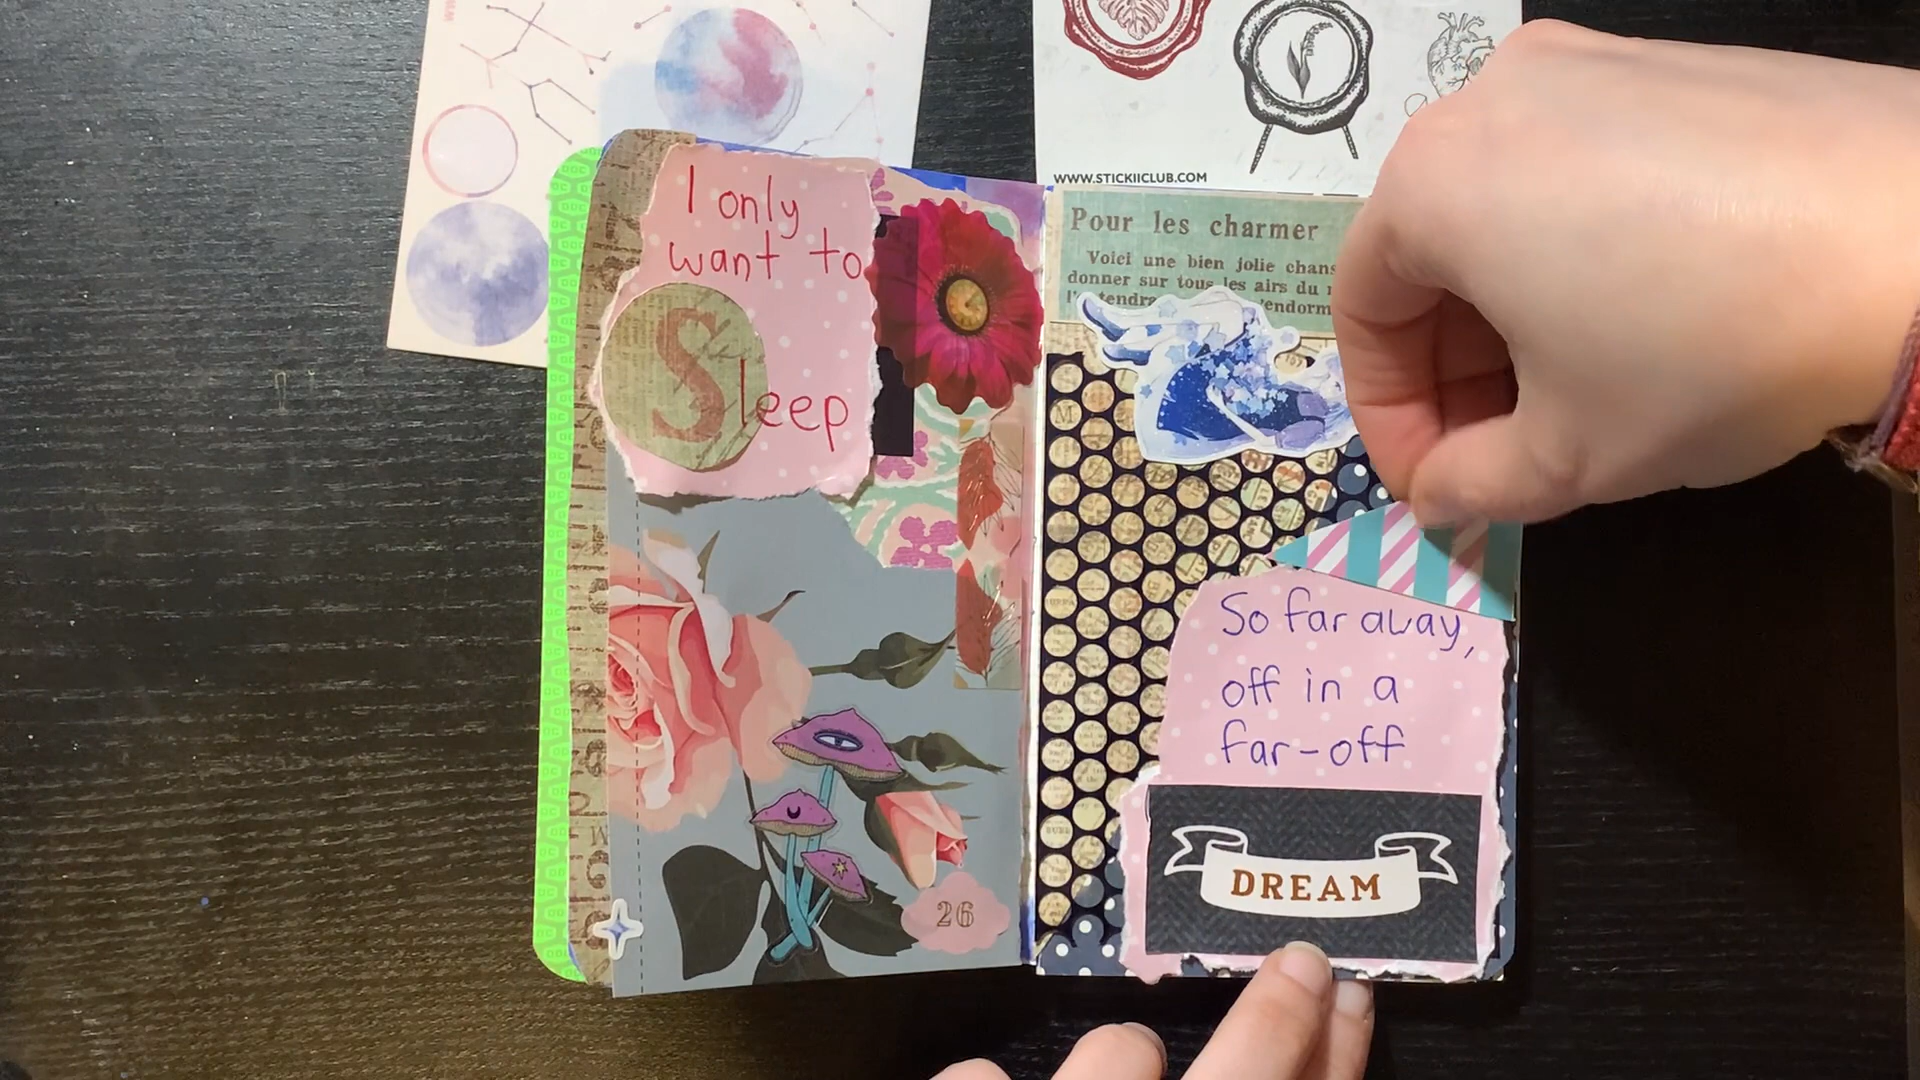 WWW.STICKIICLUB.COM
I only
want to
Sleep
26
Pour les charmer
Voici une bien jolie chans
donner sur tous les airs du
endorm
So far away,
off in a
far-off
DREAM